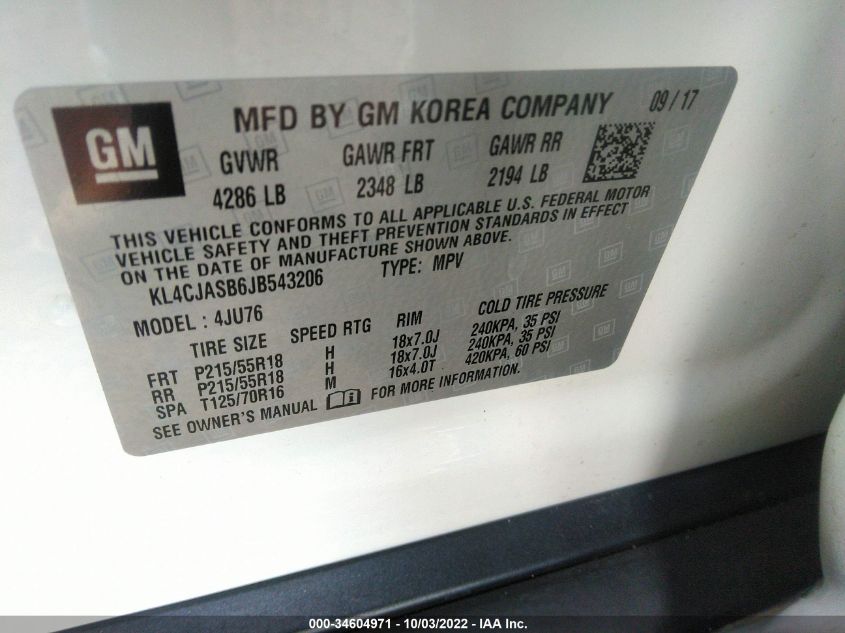 GM
MFD BY GM KOREA COMPANY 09/17
GVWR GAWR FRT GAWR RR
4286 LB 2348 LB 2194 LB
THIS VEHICLE CONFORMS TO ALL APPLICABLE U.S. FEDERAL MOTOR
VEHICLE SAFETY AND THEFT PREVENTION STANDARDS IN EFFECT
ON THE DATE OF MANUFACTURE SHOWN ABOVE.
KL4CJASB6JB543206 TYPE: MPV
MODEL : 4JU76
TIRE SIZE SPEED RTG RIM COLD TIRE PRESSURE
FRT P215/55R18 H 18x7.0J 240KPA, 35 PSI
RR P215/55R18 H 18x7.0J 240KPA, 35 PSI
SPA T125/70R16 M 16x4.0T 420KPA, 60 PSI
SEE OWNER'S MANUAL FOR MORE INFORMATION.
000-34604971 - 10/03/2022 - IAA Inc.